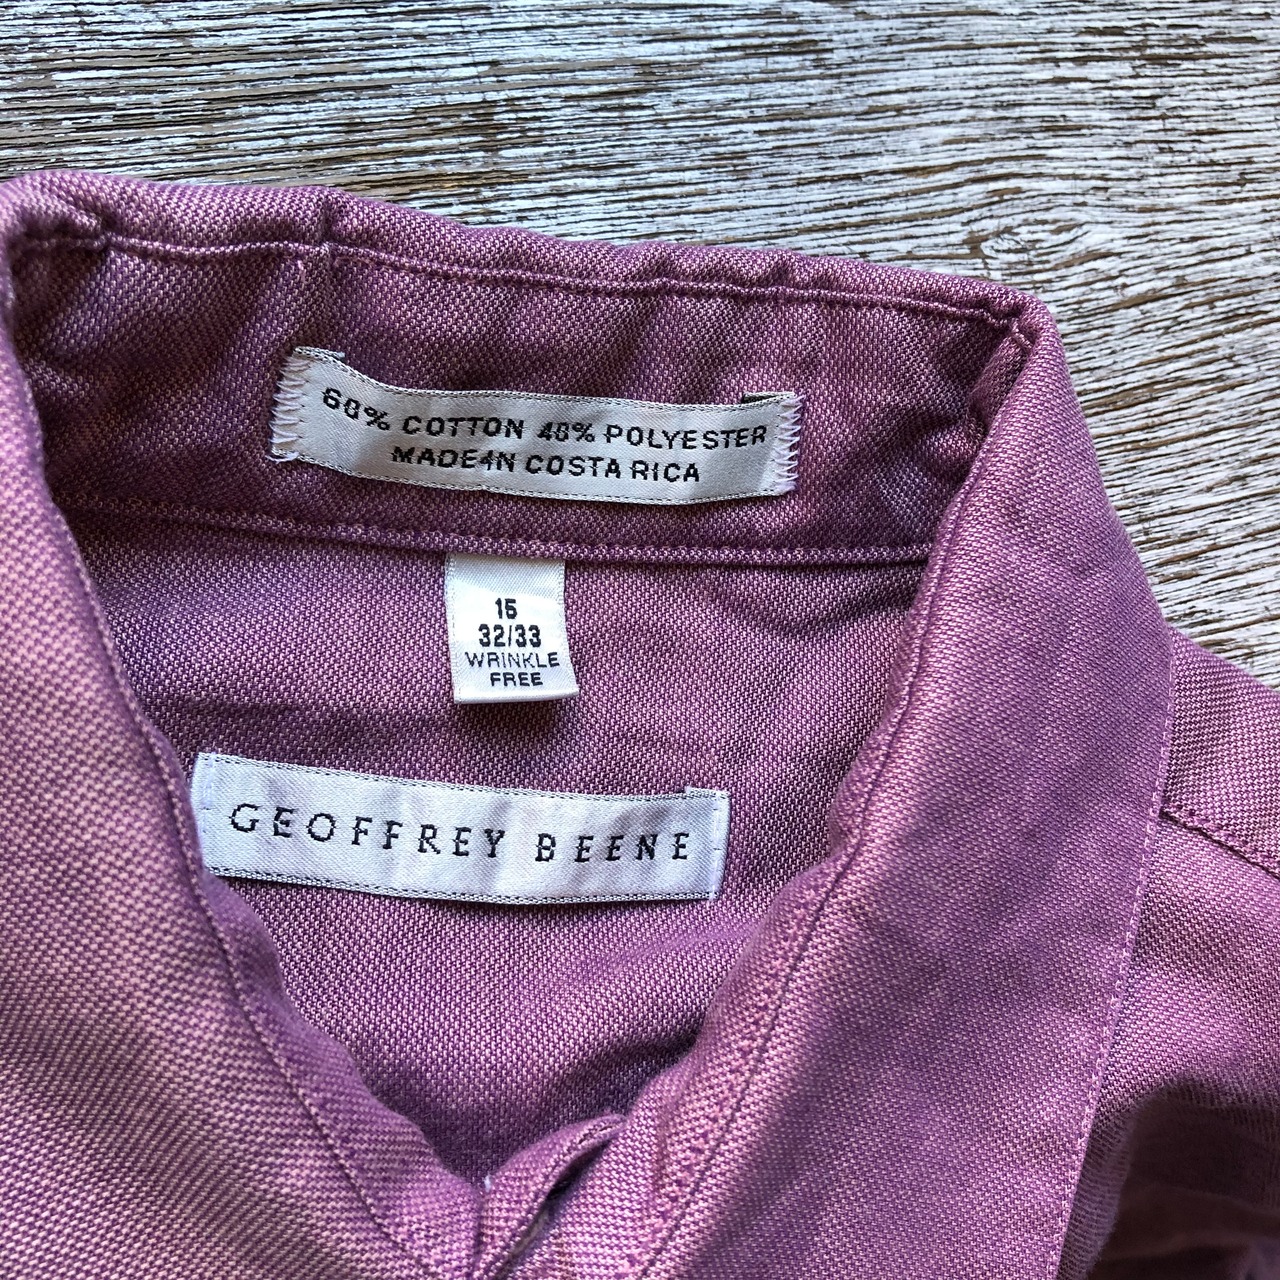 60% COTTON 40% POLYESTER
MADE IN COSTA RICA
15
32/33
WRINKLE
FREE
GEOFFREY BEENE